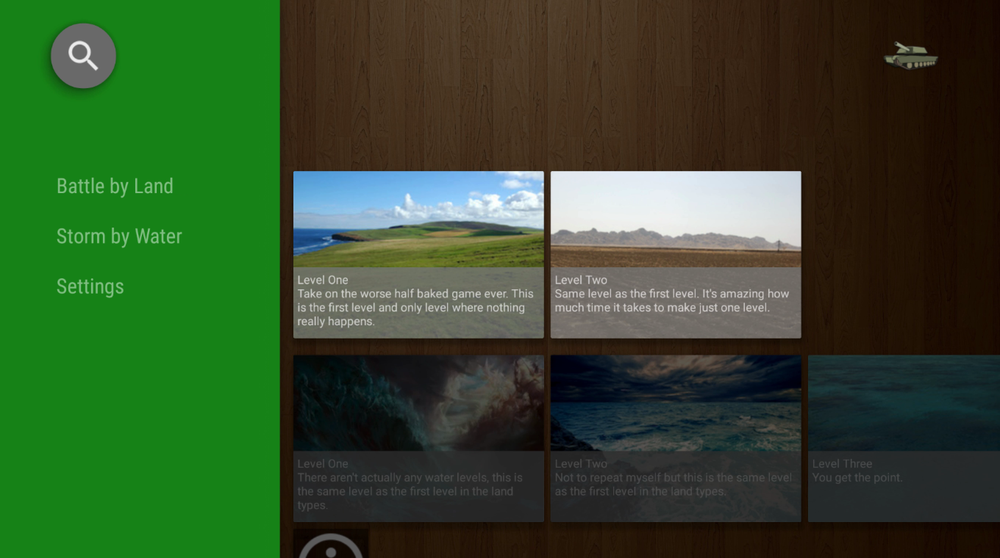 Battle by Land
Storm by Water
Settings
Level One
Take on the worse half baked game ever. This
is the first level and only level where nothing
really happens.
Level Two
Same level as the first level. It's amazing how
much time it takes to make just one level.
Level One
There aren't actually any water levels, this is
the same level as the first level in the land
types.
Level Two
Not to repeat myself but this is the same level
as the first level in the land types.
Level Three
You get the point.